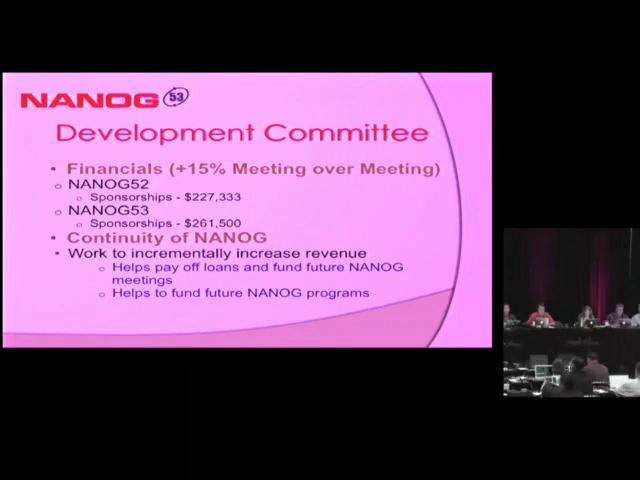 NANOG 53
Development Committee
• Financials (+15% Meeting over Meeting)
o NANOG52
o Sponsorships - $227,333
o NANOG53
o Sponsorships - $261,500
• Continuity of NANOG
• Work to incrementally increase revenue
o Helps pay off loans and fund future NANOG
meetings
o Helps to fund future NANOG programs